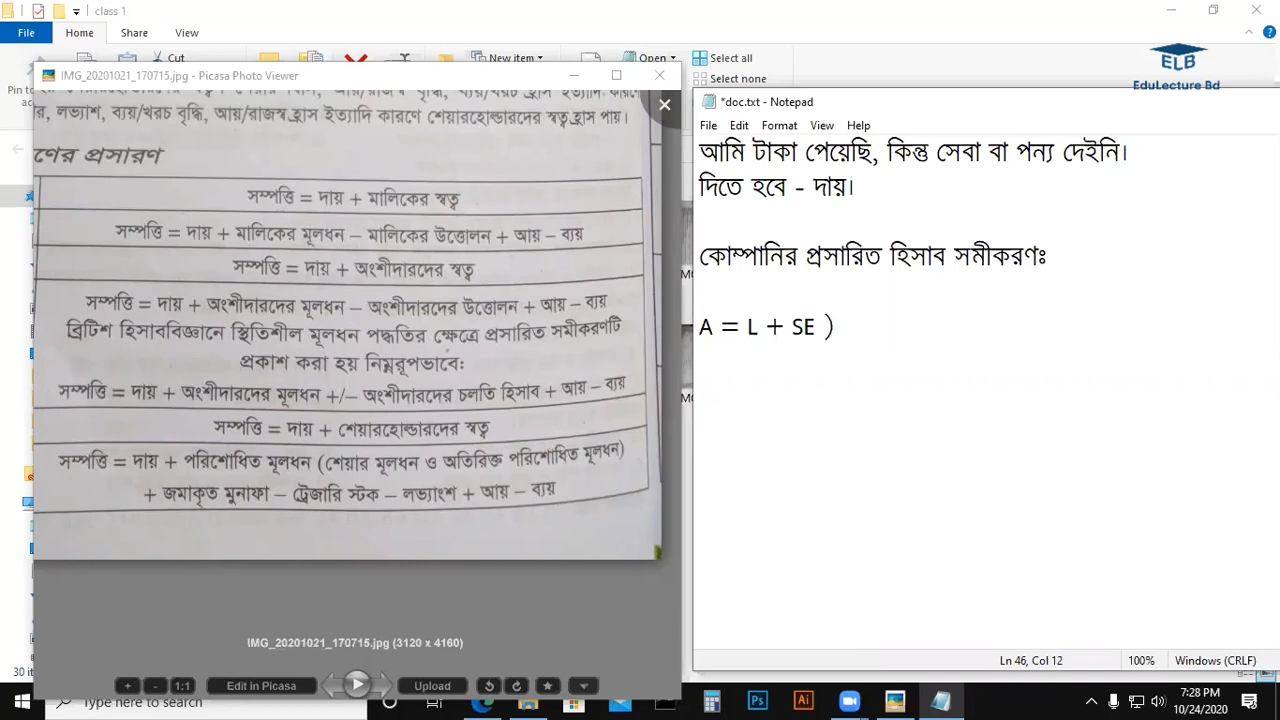 class 1
File
Home
Share
View
Cut
New item
Open
Select all
Select none
Pin to
ELB
EduLecture Bd
IMG_20201021_170715.jpg - Picasa Photo Viewer
র, লভ্যাংশ, ব্যয়/খরচ বৃদ্ধি, আয়/রাজস্ব হ্রাস ইত্যাদি কারণে শেয়ারহোল্ডারদের স্বত্ব হ্রাস পায়।
ণের প্রসারণ
সম্পত্তি = দায় + মালিকের স্বত্ব
সম্পত্তি = দায় + মালিকের মূলধন – মালিকের উত্তোলন + আয় – ব্যয়
সম্পত্তি = দায় + অংশীদারদের স্বত্ব
সম্পত্তি = দায় + অংশীদারদের মূলধন – অংশীদারদের উত্তোলন + আয় – ব্যয়
ব্রিটিশ হিসাববিজ্ঞানে স্থিতিশীল মূলধন পদ্ধতির ক্ষেত্রে প্রসারিত সমীকরণটি
প্রকাশ করা হয় নিম্নরূপভাবে:
সম্পত্তি = দায় + অংশীদারদের মূলধন +/– অংশীদারদের চলতি হিসাব + আয় – ব্যয়
সম্পত্তি = দায় + শেয়ারহোল্ডারদের স্বত্ব
সম্পত্তি = দায় + পরিশোধিত মূলধন (শেয়ার মূলধন ও অতিরিক্ত পরিশোধিত মূলধন)
+ জমাকৃত মুনাফা – ট্রেজারি স্টক – লভ্যাংশ + আয় – ব্যয়
IMG_20201021_170715.jpg (3120 x 4160)
1:1
Edit in Picasa
Upload
*doc.txt - Notepad
File Edit Format View Help
আমি টাকা পেয়েছি, কিন্তু সেবা বা পন্য দেইনি।
দিতে হবে - দায়।
কোম্পানির প্রসারিত হিসাব সমীকরণঃ
A = L + SE )
Ln 46, Col 12
100%
Windows (CRLF)
30 it
Type here to search
7:28 PM
10/24/2020